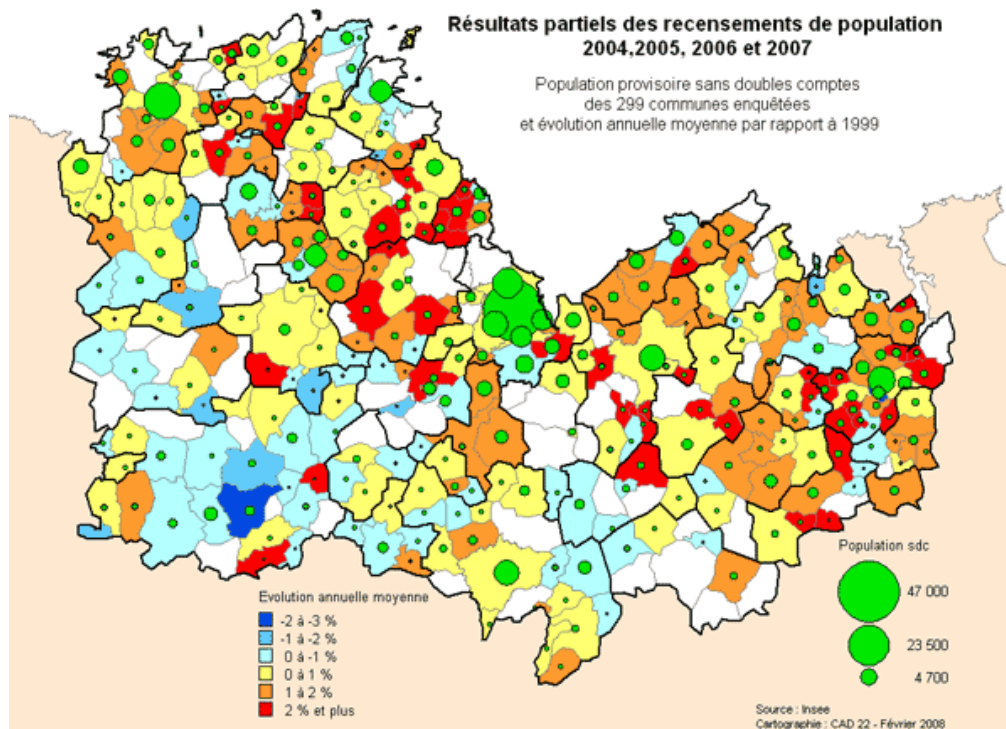 Résultats partiels des recensements de population
2004,2005, 2006 et 2007
Population provisoire sans doubles comptes
des 299 communes enquêtées
et évolution annuelle moyenne par rapport à 1999
Evolution annuelle moyenne
-2 à -3 %
-1 à -2 %
0 à -1 %
0 à 1 %
1 à 2 %
2 % et plus
Population sdc
47 000
23 500
4 700
Source : Insee
Cartographie : CAD 22 - Février 2008